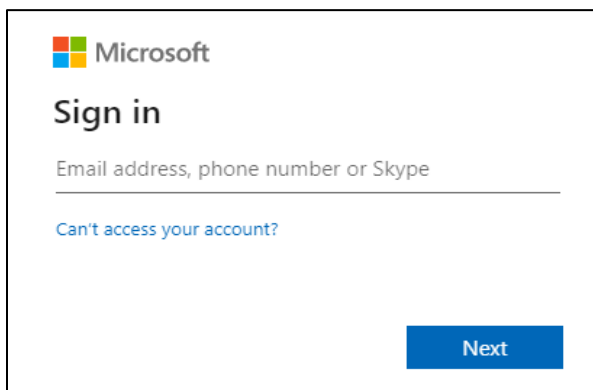 Microsoft
Sign in
Email address, phone number or Skype
Can't access your account?
Next